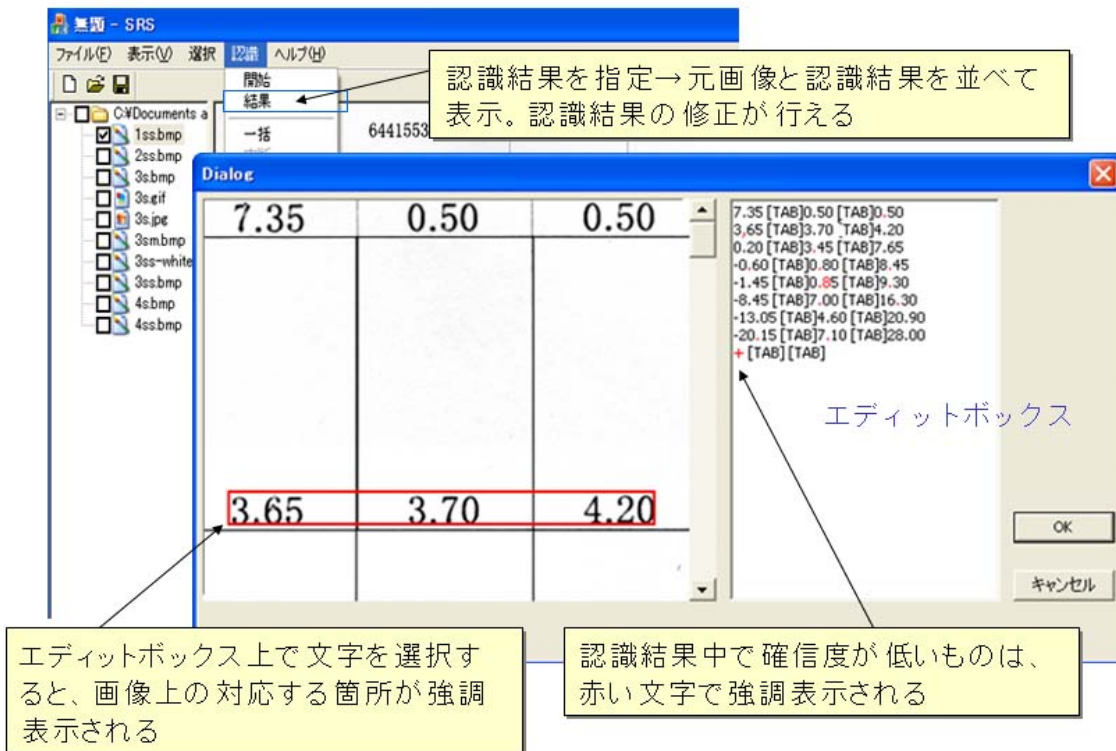 無題 - SRS
ファイル(F) 表示(V) 選択 認識 ヘルプ(H)
開始
結果
一括
認識結果を指定→元画像と認識結果を並べて
表示。認識結果の修正が行える
C:¥Documents a
1ss.bmp
2ss.bmp
3s.bmp
3s.gif
3s.jpg
3sm.bmp
3ss-white
3ss.bmp
4s.bmp
4ss.bmp
6441553
Dialog
7.35 0.50 0.50
3.65 3.70 4.20
7.35 [TAB]0.50 [TAB]0.50
3,65 [TAB]3.70 `TAB]4.20
0.20 [TAB]3.45 [TAB]7.65
-0.60 [TAB]0.80 [TAB]8.45
-1.45 [TAB]0.85 [TAB]9.30
-8.45 [TAB]7.00 [TAB]16.30
-13.05 [TAB]4.60 [TAB]20.90
-20.15 [TAB]7.10 [TAB]28.00
+ [TAB] [TAB]
エディットボックス
OK
キャンセル
エディットボックス上で文字を選択す
ると、画像上の対応する箇所が強調
表示される
認識結果中で確信度が低いものは、
赤い文字で強調表示される